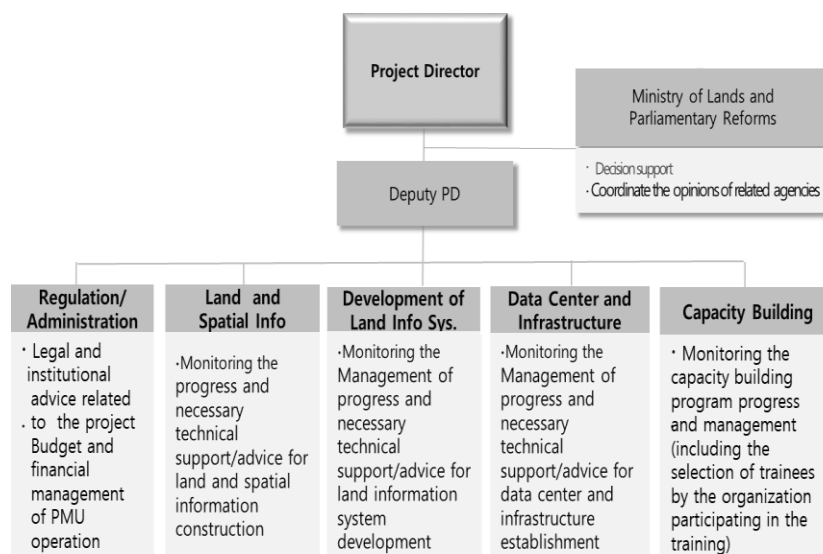 Project Director
Ministry of Lands and
Parliamentary Reforms
· Decision support
·Coordinate the opinions of related agencies
Deputy PD
Regulation/
Administration
· Legal and
institutional
advice related
· to the project
Budget and
financial
management
of PMU
operation
Land and
Spatial Info
·Monitoring the
progress and
necessary
technical
support/advice for
land and spatial
information
construction
Development of
Land Info Sys.
·Monitoring the
Management of
progress and
necessary
technical
support/advice for
land information
system
development
Data Center and
Infrastructure
·Monitoring the
Management of
progress and
necessary
technical
support/advice for
data center and
infrastructure
establishment
Capacity Building
· Monitoring the
capacity building
program progress
and management
(including the
selection of trainees
by the organization
participating in the
training)